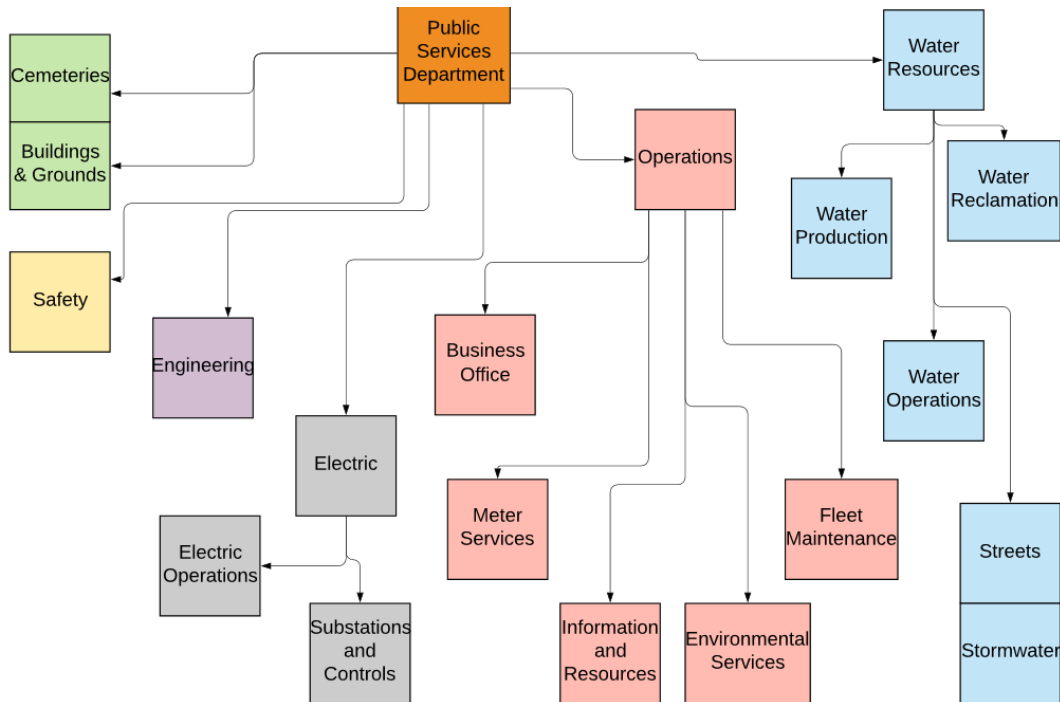 Public
Services
Department
Water
Resources
Cemeteries
Buildings
& Grounds
Operations
Water
Production
Water
Reclamation
Safety
Engineering
Business
Office
Water
Operations
Electric
Meter
Services
Fleet
Maintenance
Electric
Operations
Streets
Substations
and
Controls
Information
and
Resources
Environmental
Services
Stormwater